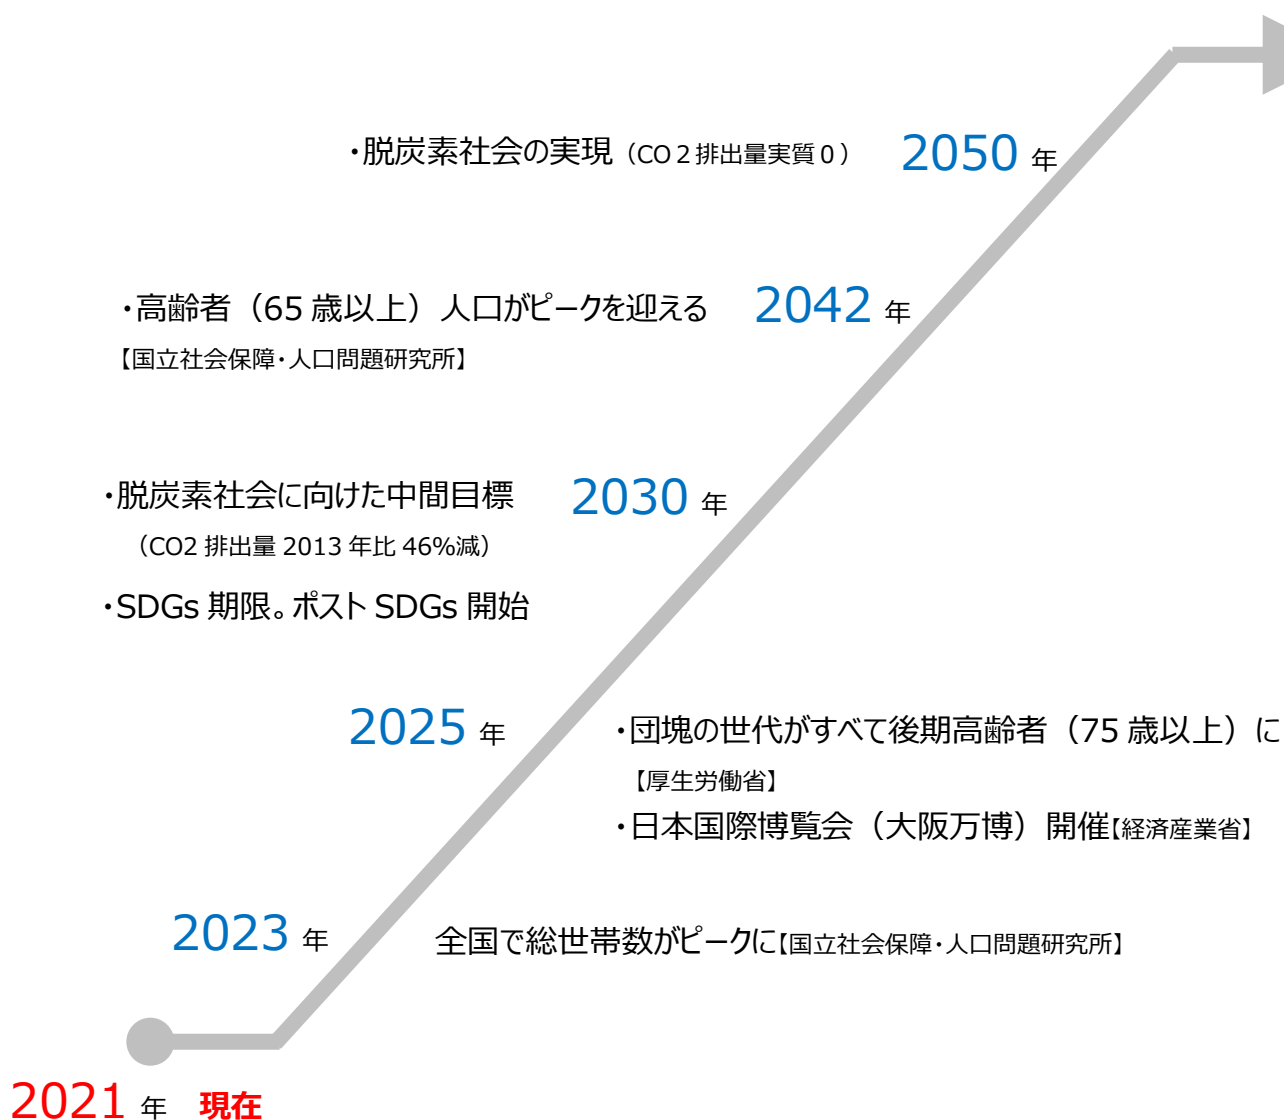 ・脱炭素社会の実現（CO２排出量実質０） 2050 年
・高齢者（65 歳以上）人口がピークを迎える 2042 年
【国立社会保障・人口問題研究所】
・脱炭素社会に向けた中間目標 2030 年
（CO2 排出量 2013 年比 46%減）
・SDGs 期限。ポスト SDGs 開始
2025 年 ・団塊の世代がすべて後期高齢者（75 歳以上）に
【厚生労働省】
・日本国際博覧会（大阪万博）開催【経済産業省】
2023 年 全国で総世帯数がピークに【国立社会保障・人口問題研究所】
2021 年 現在